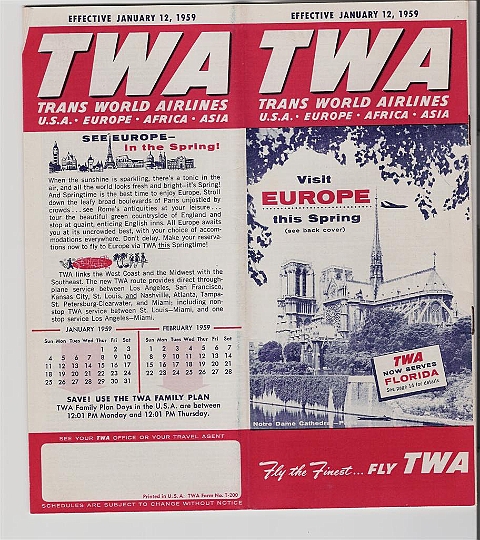 EFFECTIVE JANUARY 12, 1959
TWA
TRANS WORLD AIRLINES
U.S.A. · EUROPE · AFRICA · ASIA
SEE EUROPE—
in the Spring!
When the sunshine is sparkling, there's a tonic in the
air, and all the world looks fresh and bright—it's Spring!
And Springtime is the best time to enjoy Europe. Stroll
down the leafy broad boulevards of Paris unjostled by
crowds . . . see Rome's antiquities at your leisure . . .
tour the beautiful green countryside of England and
stop at quaint, enticing English inns. All Europe awaits
you at its uncrowded best, with your choice of accom-
modations everywhere. Don't delay. Make your reserva-
tions now to fly to Europe via TWA this Springtime!
TWA links the West Coast and the Midwest with the
Southeast. The new TWA route provides direct through-
plane service between Los Angeles, San Francisco,
Kansas City, St. Louis, and Nashville, Atlanta, Tampa-
St. Petersburg-Clearwater, and Miami; including non-
stop TWA service between St. Louis—Miami, and one
stop service Los Angeles—Miami.
JANUARY 1959
Sun Mon Tue Wed Thu Fri Sat
1 2 3
4 5 6 7 8 9 10
11 12 13 14 15 16 17
18 19 20 21 22 23 24
25 26 27 28 29 30 31
FEBRUARY 1959
Sun Mon Tue Wed Thu Fri Sat
1 2 3 4 5 6 7
8 9 10 11 12 13 14
15 16 17 18 19 20 21
22 23 24 25 26 27 28
SAVE! USE THE TWA FAMILY PLAN
TWA Family Plan Days in the U.S.A. are between
12:01 PM Monday and 12:01 PM Thursday.
SEE YOUR TWA OFFICE OR YOUR TRAVEL AGENT
Printed in U.S.A. TWA Form No. T-200
SCHEDULES ARE SUBJECT TO CHANGE WITHOUT NOTICE
EFFECTIVE JANUARY 12, 1959
TWA
TRANS WORLD AIRLINES
U.S.A. · EUROPE · AFRICA · ASIA
Visit
EUROPE
this Spring
(see back cover)
TWA
NOW SERVES
FLORIDA
See page 16 for details
Notre Dame Cathedral—P
Fly the Finest... FLY TWA